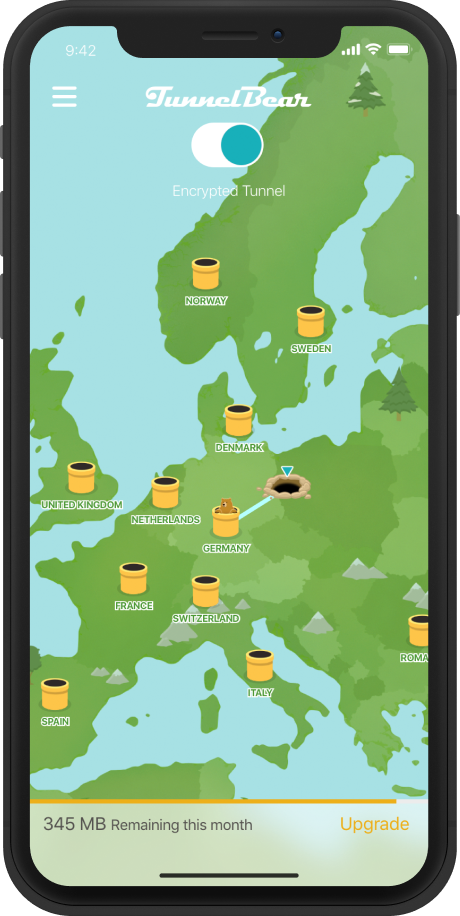 9:42
TunnelBear
Encrypted Tunnel
NORWAY
SWEDEN
DENMARK
UNITED KINGDOM
NETHERLANDS
GERMANY
FRANCE
SWITZERLAND
ROMA
ITALY
SPAIN
345 MB Remaining this month Upgrade